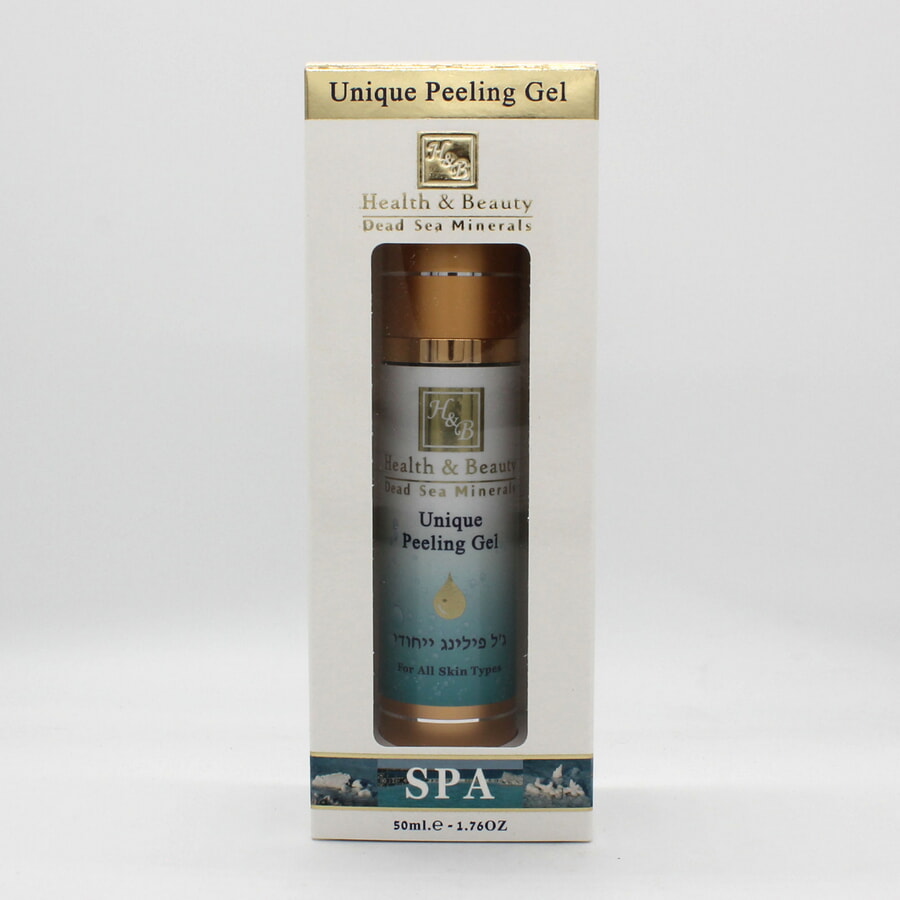 Unique Peeling Gel
H&B
Health & Beauty
Dead Sea Minerals
H&B
Health & Beauty
Dead Sea Minerals
Unique
Peeling Gel
ג'ל פילינג ייחודי
For All Skin Types
SPA
50ml.e - 1.76OZ